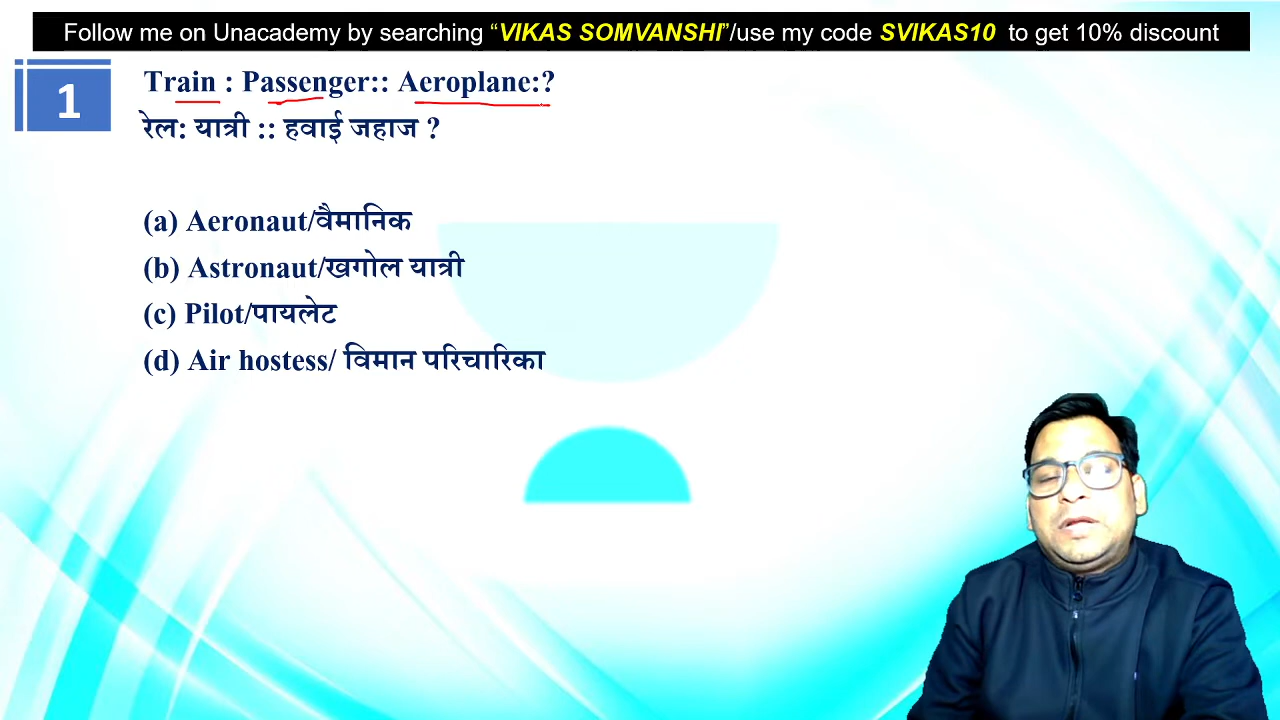 Follow me on Unacademy by searching “VIKAS SOMVANSHI”/use my code SVIKAS10 to get 10% discount
1
Train : Passenger:: Aeroplane:?
रेल: यात्री :: हवाई जहाज ?
(a) Aeronaut/वैमानिक
(b) Astronaut/खगोल यात्री
(c) Pilot/पायलेट
(d) Air hostess/ विमान परिचारिका